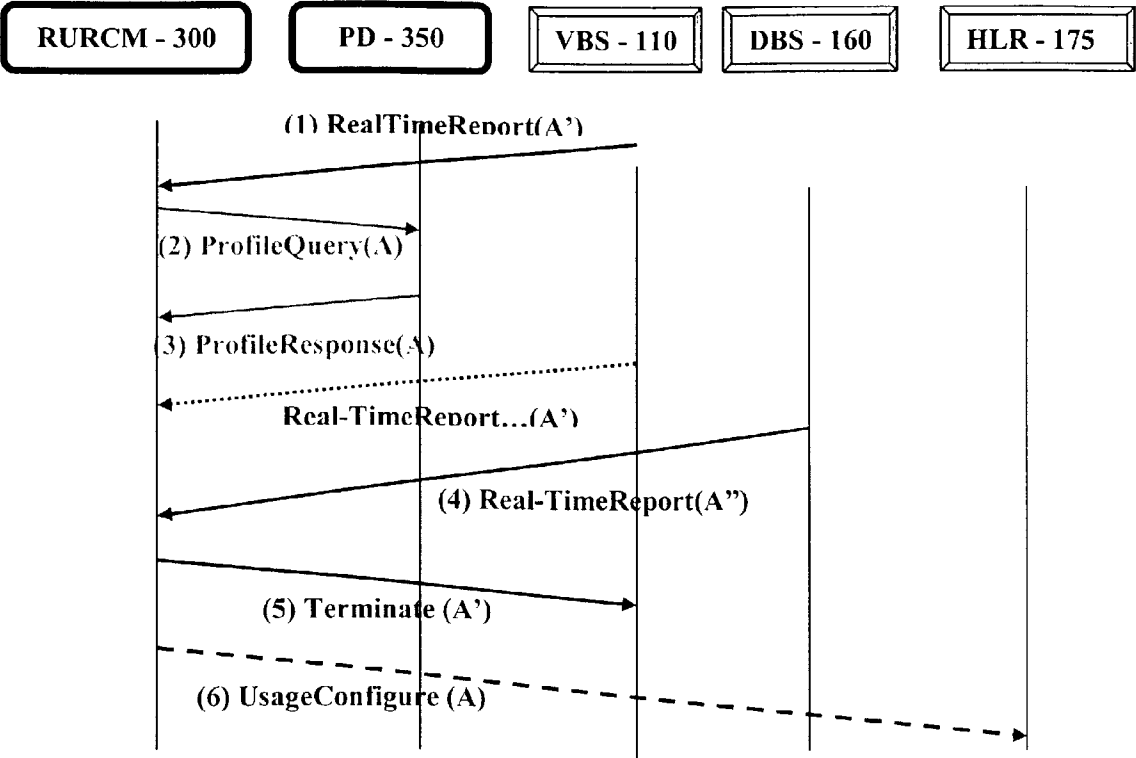 RURCM - 300
PD - 350
VBS - 110
DBS - 160
HLR - 175
(1) RealTimeReport(A’)
(2) ProfileQuery(A)
(3) ProfileResponse(A)
Real-TimeReport...(A’)
(4) Real-TimeReport(A”)
(5) Terminate (A’)
(6) UsageConfigure (A)